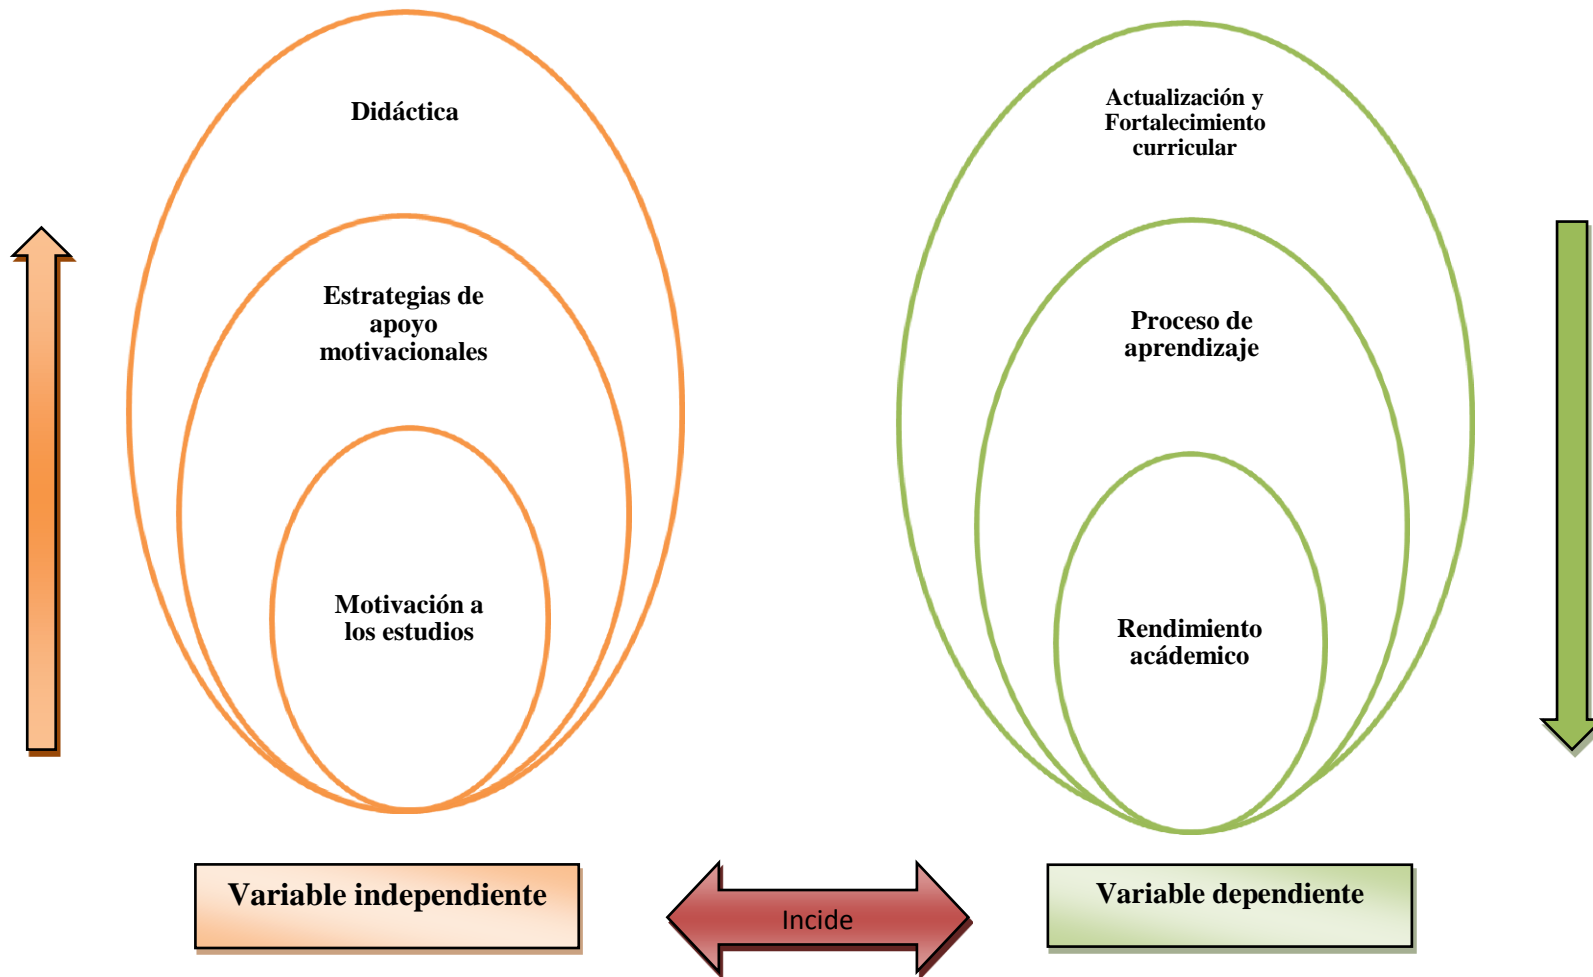 Didáctica
Estrategias de
apoyo
motivacionales
Motivación a
los estudios
Actualización y
Fortalecimiento
curricular
Proceso de
aprendizaje
Rendimiento
acádemico
Variable independiente
Incide
Variable dependiente